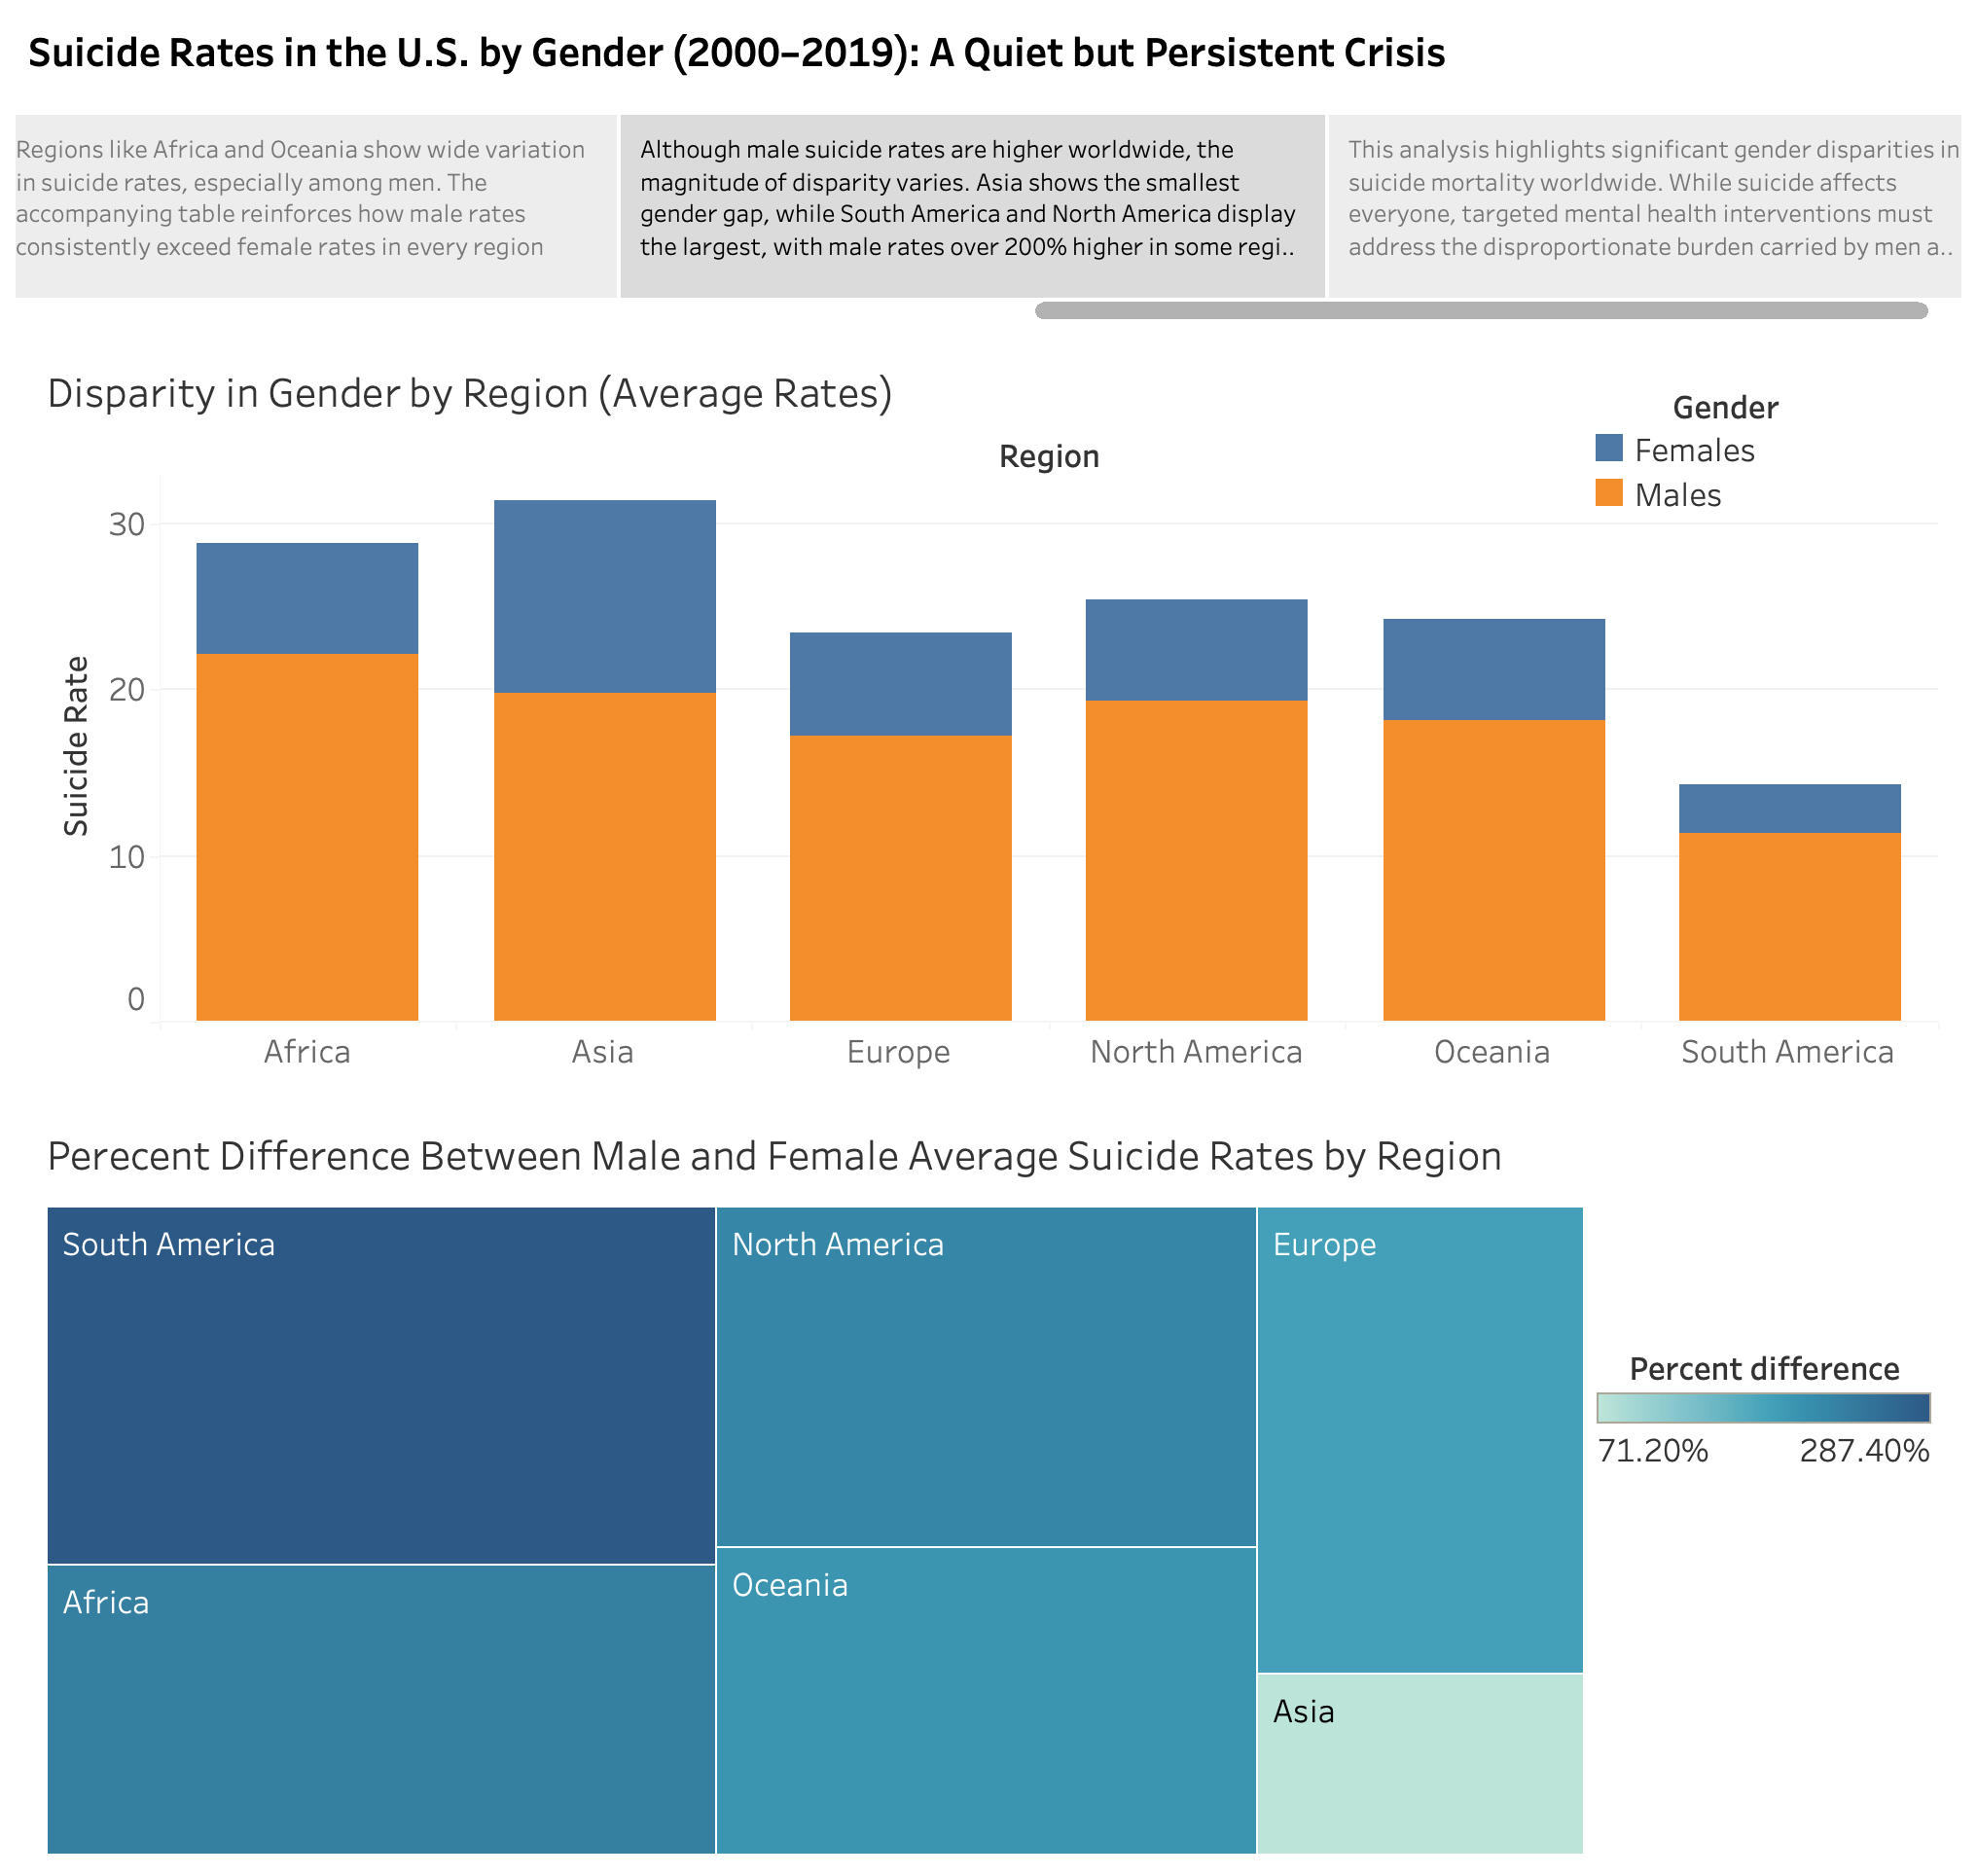 Suicide Rates in the U.S. by Gender (2000–2019): A Quiet but Persistent Crisis
Regions like Africa and Oceania show wide variation
in suicide rates, especially among men. The
accompanying table reinforces how male rates
consistently exceed female rates in every region
Although male suicide rates are higher worldwide, the
magnitude of disparity varies. Asia shows the smallest
gender gap, while South America and North America display
the largest, with male rates over 200% higher in some regi..
This analysis highlights significant gender disparities in
suicide mortality worldwide. While suicide affects
everyone, targeted mental health interventions must
address the disproportionate burden carried by men a..
Disparity in Gender by Region (Average Rates)
Gender
Females
Males
Region
Suicide Rate
30
20
10
0
Africa
Asia
Europe
North America
Oceania
South America
Perecent Difference Between Male and Female Average Suicide Rates by Region
South America
North America
Europe
Africa
Oceania
Asia
Percent difference
71.20%
287.40%